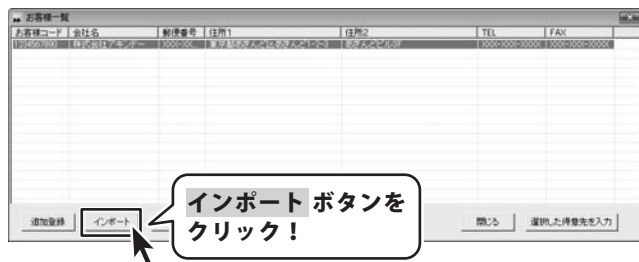 お客様一覧
お客様コード 会社名 郵便番号 住所1 住所2 TEL FAX
1234567890 株式会社アキンドー
インポート ボタンを
クリック！
追加登録 インポート 閉じる 選択した得意先を入力